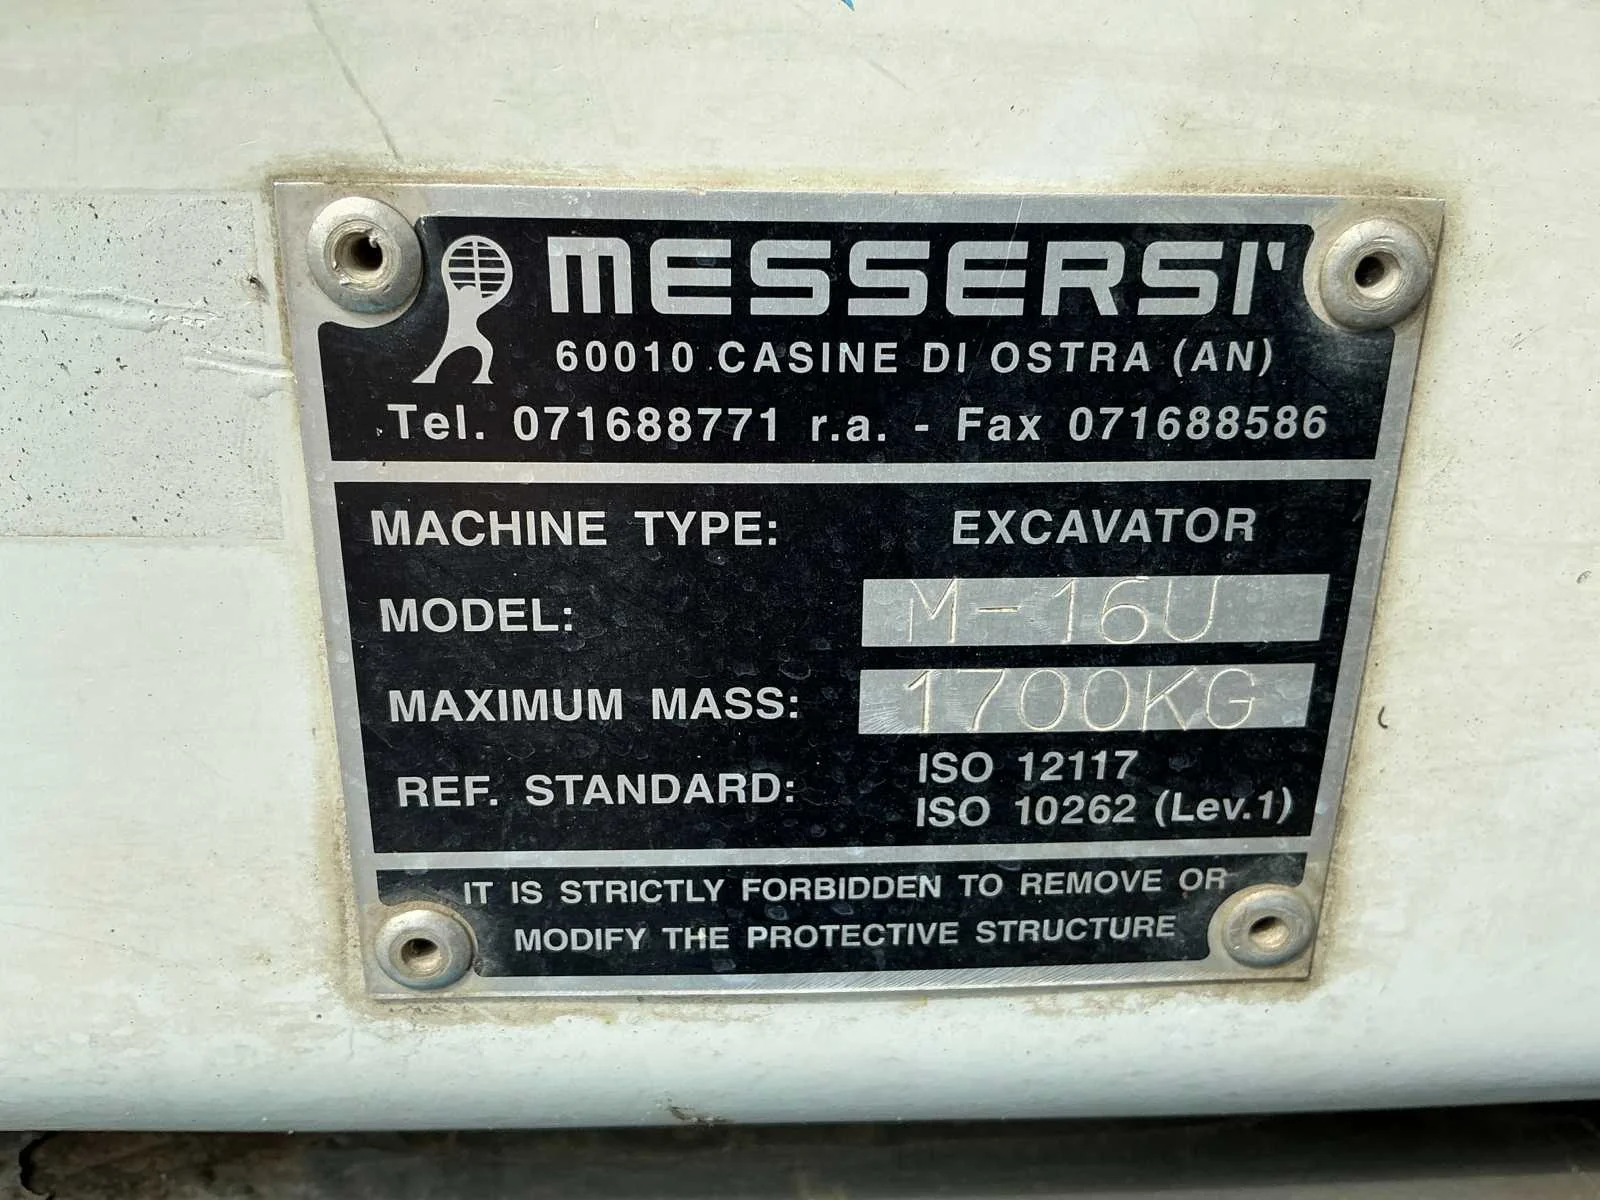 MESSERSI'
60010 CASINE DI OSTRA (AN)
Tel. 071688771 r.a. - Fax 071688586
MACHINE TYPE: EXCAVATOR
MODEL: M-16U
MAXIMUM MASS: 1700KG
REF. STANDARD: ISO 12117
ISO 10262 (Lev.1)
IT IS STRICTLY FORBIDDEN TO REMOVE OR
MODIFY THE PROTECTIVE STRUCTURE